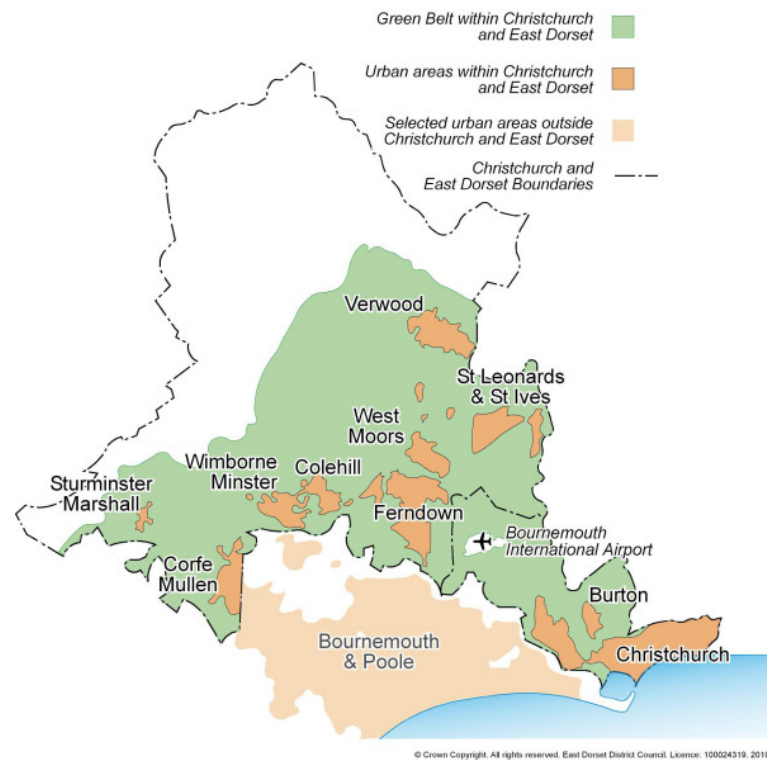 Green Belt within Christchurch
and East Dorset
Urban areas within Christchurch
and East Dorset
Selected urban areas outside
Christchurch and East Dorset
Christchurch and
East Dorset Boundaries
Verwood
St Leonards
& St Ives
West
Moors
Wimborne
Minster
Colehill
Sturminster
Marshall
Ferndown
Bournemouth
International Airport
Corfe
Mullen
Burton
Bournemouth
& Poole
Christchurch
© Crown Copyright. All rights reserved. East Dorset District Council. Licence: 100024319. 2010